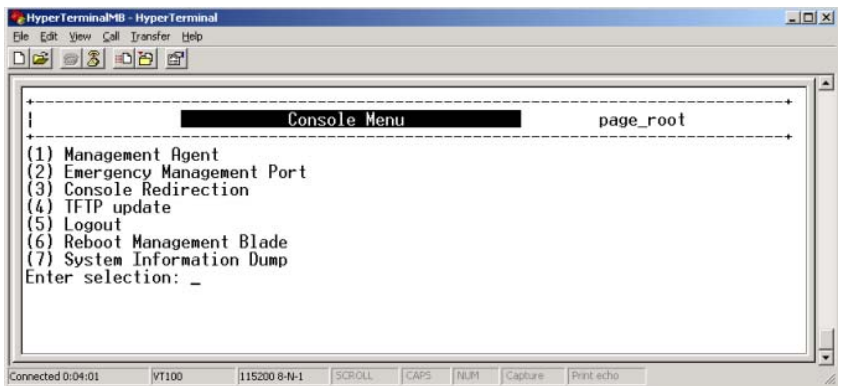 HyperTerminalMB - HyperTerminal
File Edit View Call Transfer Help
Console Menu page_root
(1) Management Agent
(2) Emergency Management Port
(3) Console Redirection
(4) TFTP update
(5) Logout
(6) Reboot Management Blade
(7) System Information Dump
Enter selection: _
Connected 0:04:01 VT100 115200 8-N-1 SCROLL CAPS NUM Capture Print echo